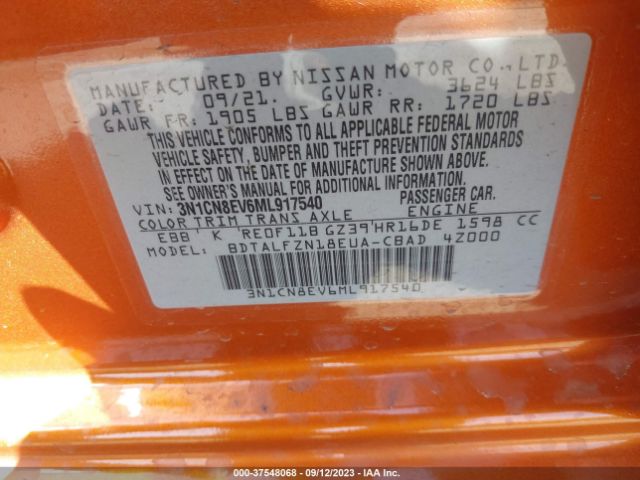 MANUFACTURED BY NISSAN MOTOR CO., LTD.
DATE: 09/21. GVWR: 3624 LBS
GAWR FR: 1905 LBS GAWR RR: 1720 LBS
THIS VEHICLE CONFORMS TO ALL APPLICABLE FEDERAL MOTOR
VEHICLE SAFETY, BUMPER AND THEFT PREVENTION STANDARDS
IN EFFECT ON THE DATE OF MANUFACTURE SHOWN ABOVE.
SEE OWNER'S MANUAL FOR ADDITIONAL INFORMATION.
VIN: 3N1CN8EV6ML917540 PASSENGER CAR.
COLOR TRIM TRANS AXLE ENGINE
EBB K RE0F11B GZ39 HR16DE 1598 CC
BDTALFZN18EUA-CBAD 4Z000
3N1CN8EV6ML917540
000-37548068 - 09/12/2023 - IAA Inc.